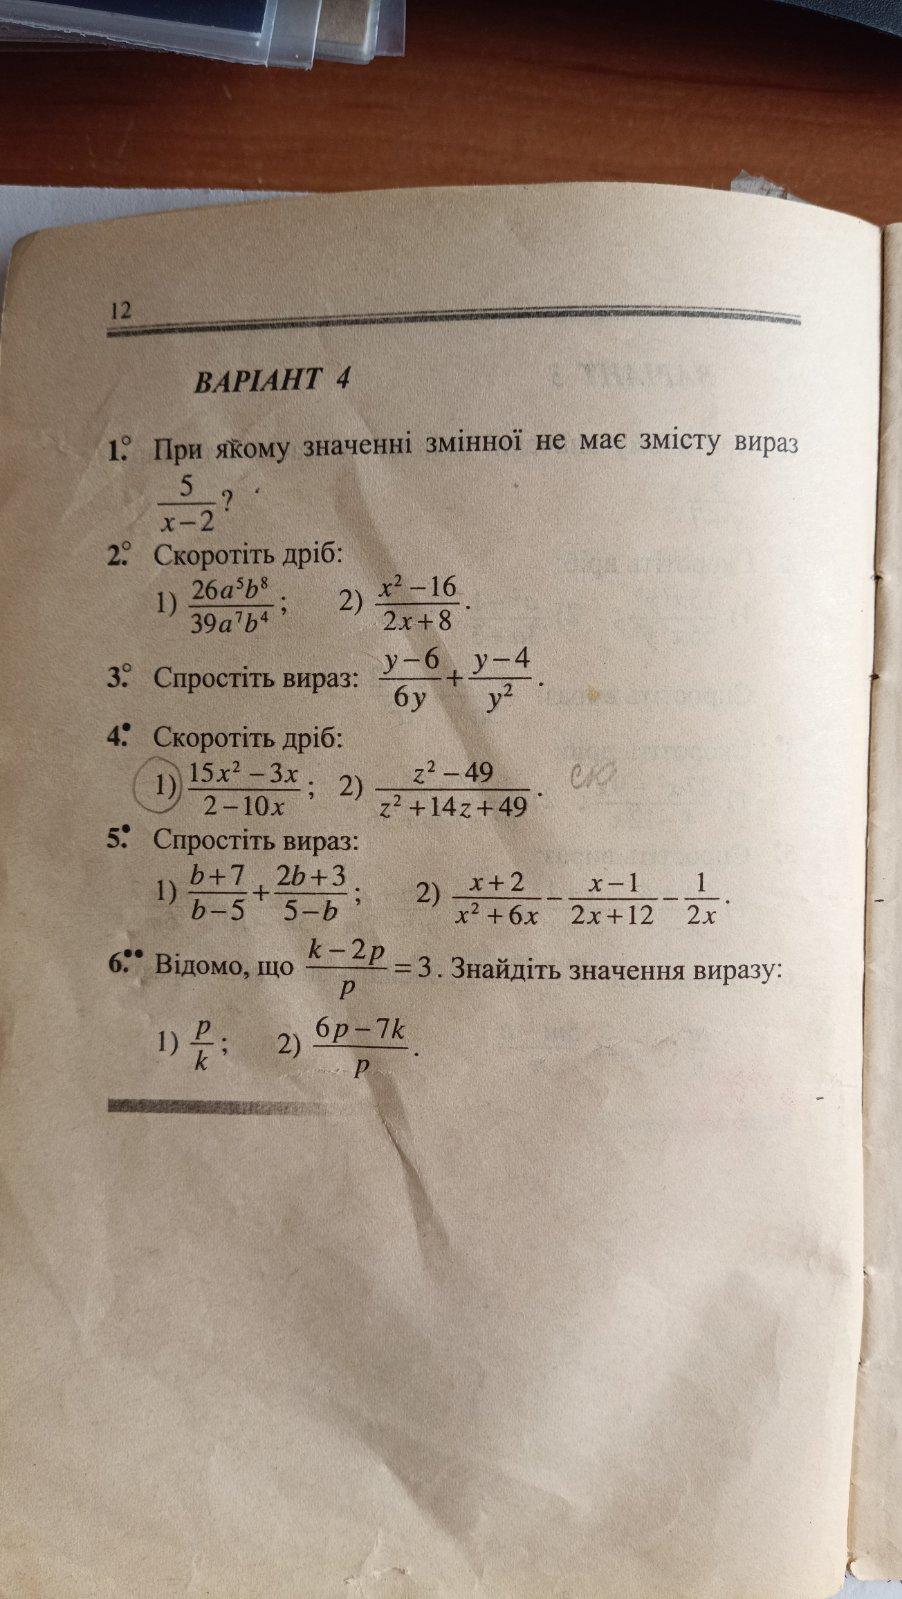 12
ВАРІАНТ 4
1.° При якому значенні змінної не має змісту вираз
5/(x−2)?
2.° Скоротіть дріб:
1) 26a⁵b⁸/39a⁷b⁴; 2) (x²−16)/(2x+8).
3.° Спростіть вираз: (y−6)/6y + (y−4)/y².
4.• Скоротіть дріб:
1) (15x²−3x)/(2−10x); 2) (z²−49)/(z²+14z+49).
5.• Спростіть вираз:
1) (b+7)/(b−5) + (2b+3)/(5−b); 2) (x+2)/(x²+6x) − (x−1)/(2x+12) − 1/2x.
6.•• Відомо, що (k−2p)/p = 3. Знайдіть значення виразу:
1) p/k; 2) (6p−7k)/p.